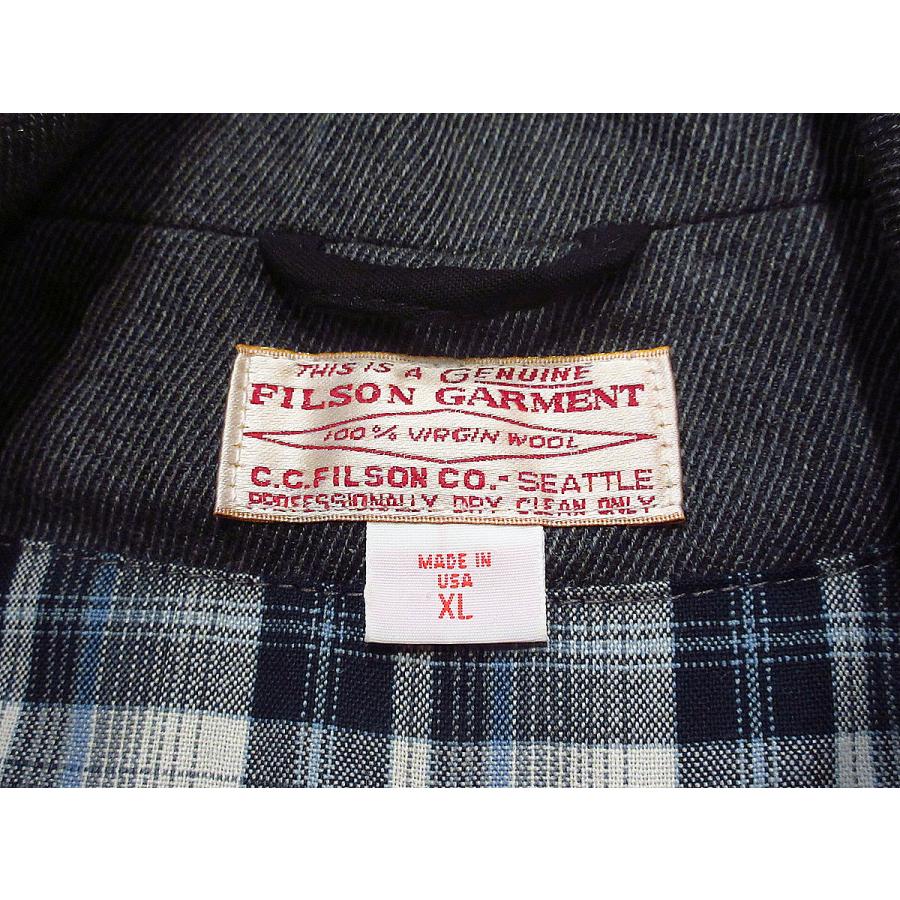 THIS IS A GENUINE
FILSON GARMENT
100% VIRGIN WOOL
C.C.FILSON CO.- SEATTLE
PROFESSIONALLY DRY CLEAN ONLY
MADE IN
USA
XL